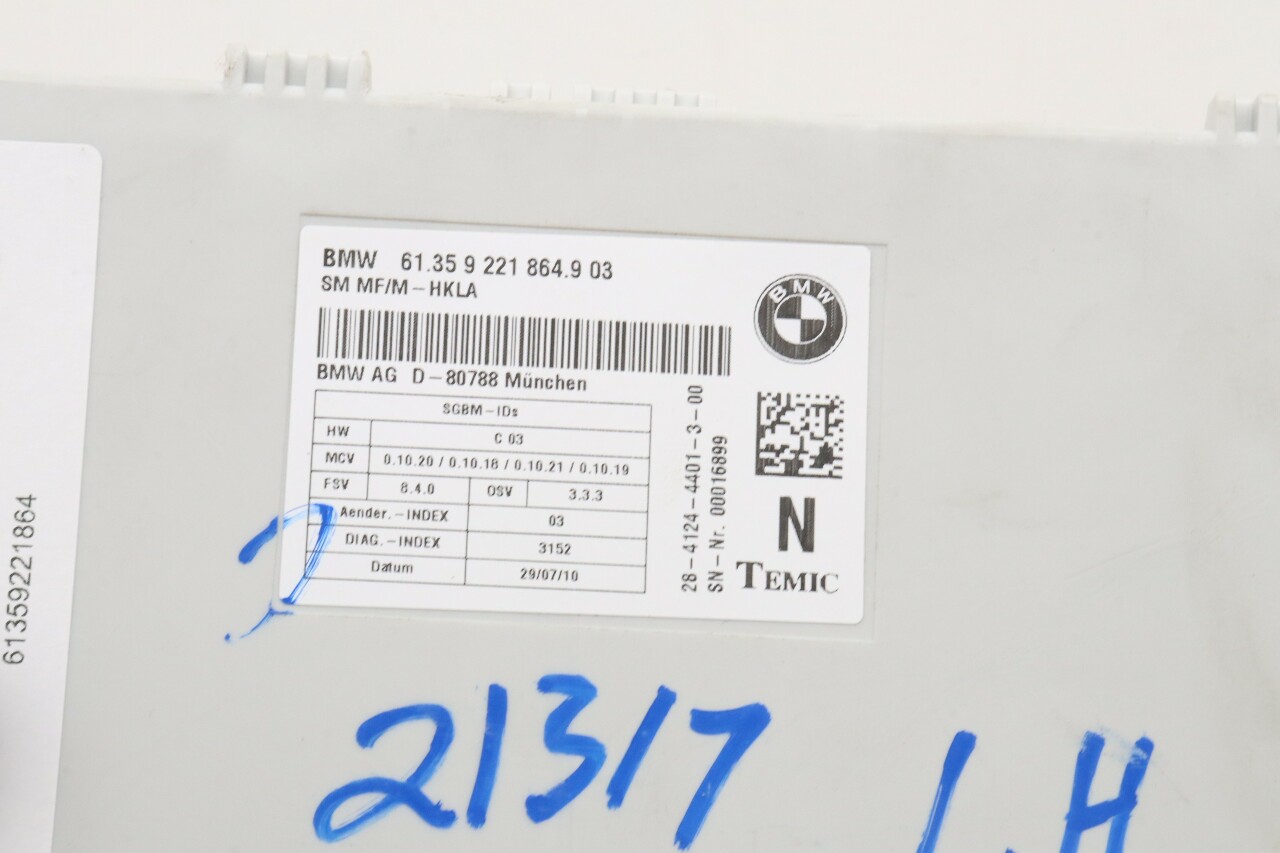 BMW 61.35 9 221 864.9 03
SM MF/M-HKLA
BMW
BMW AG D-80788 München
SGBM-IDs
HW C 03
MCV 0.10.20 / 0.10.18 / 0.10.21 / 0.10.19
FSV 8.4.0 OSV 3.3.3
Aender.-INDEX 03
DIAG.-INDEX 3152
Datum 29/07/10
28-4124-4401-3-00
SN-Nr. 00016899
N
TEMIC
61359221864
21317
LH